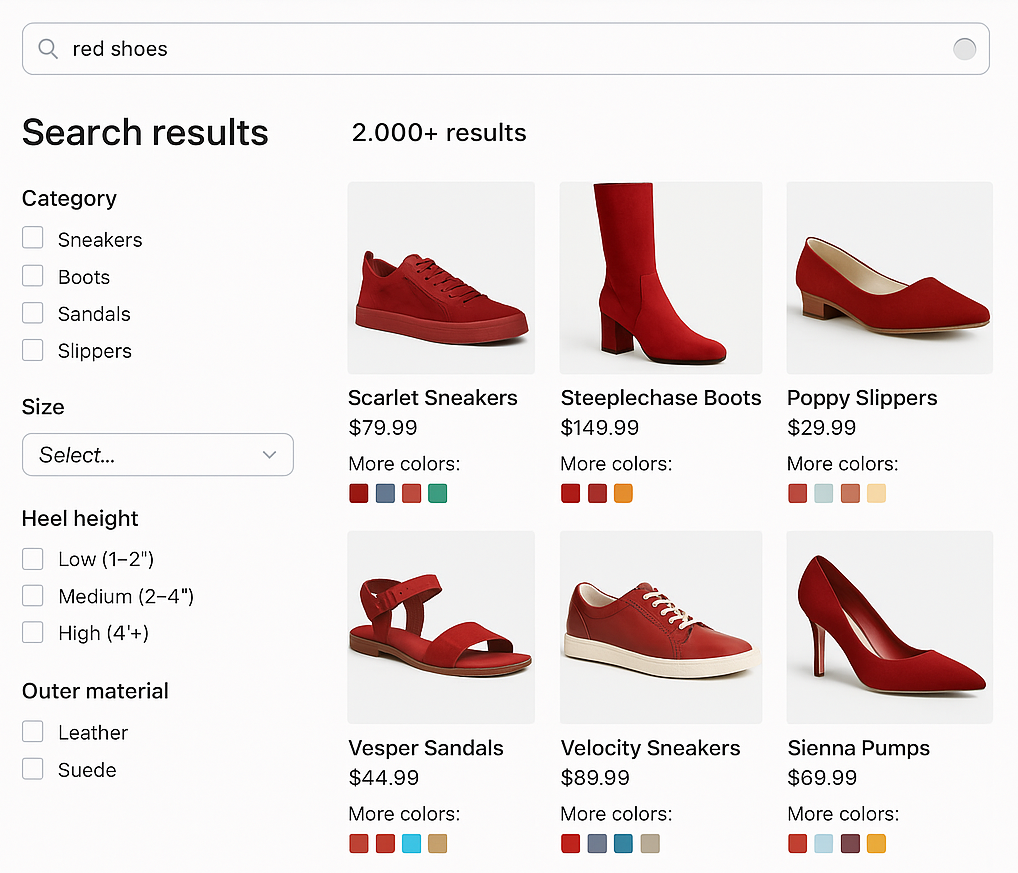 red shoes
Search results
2.000+ results
Category
Sneakers
Boots
Sandals
Slippers
Size
Select...
Heel height
Low (1–2")
Medium (2–4")
High (4'+)
Outer material
Leather
Suede
Scarlet Sneakers
$79.99
More colors:
Steeplechase Boots
$149.99
More colors:
Poppy Slippers
$29.99
More colors:
Vesper Sandals
$44.99
More colors:
Velocity Sneakers
$89.99
More colors:
Sienna Pumps
$69.99
More colors: